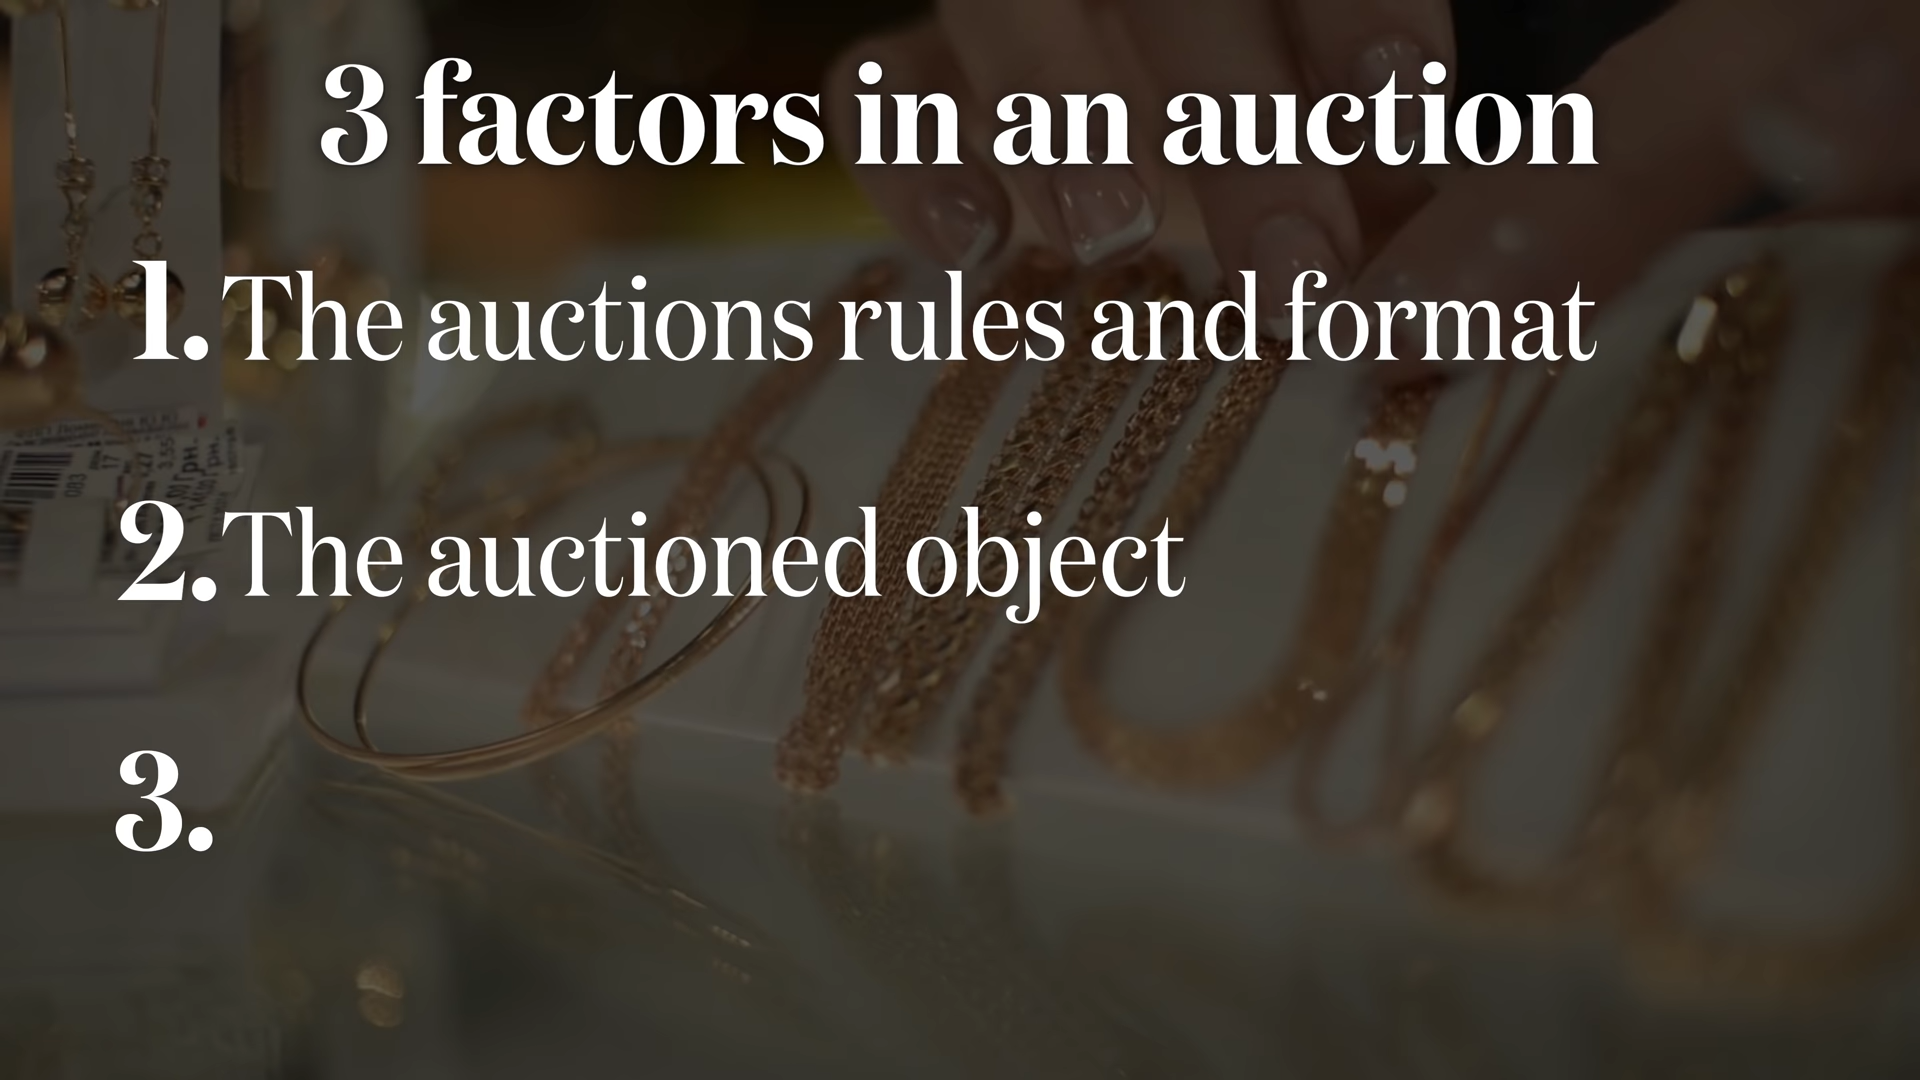 3 factors in an auction
1. The auctions rules and format
2. The auctioned object
3.